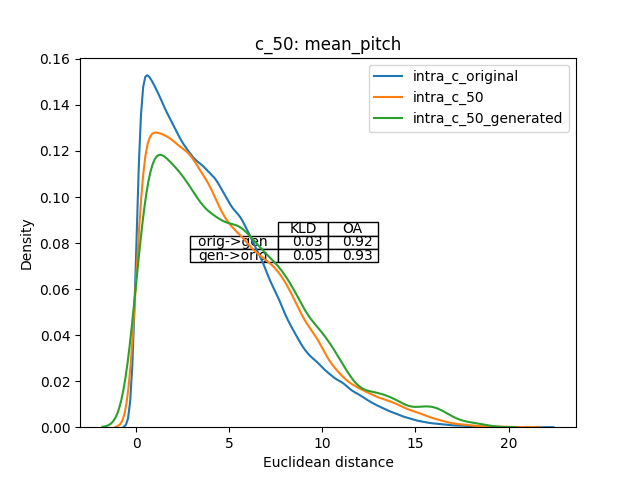 c_50: mean_pitch
0.16
0.14
0.12
0.10
0.08
0.06
0.04
0.02
0.00
Density
intra_c_original
intra_c_50
intra_c_50_generated
KLD OA
orig->gen 0.03 0.92
gen->orig 0.05 0.93
0 5 10 15 20
Euclidean distance